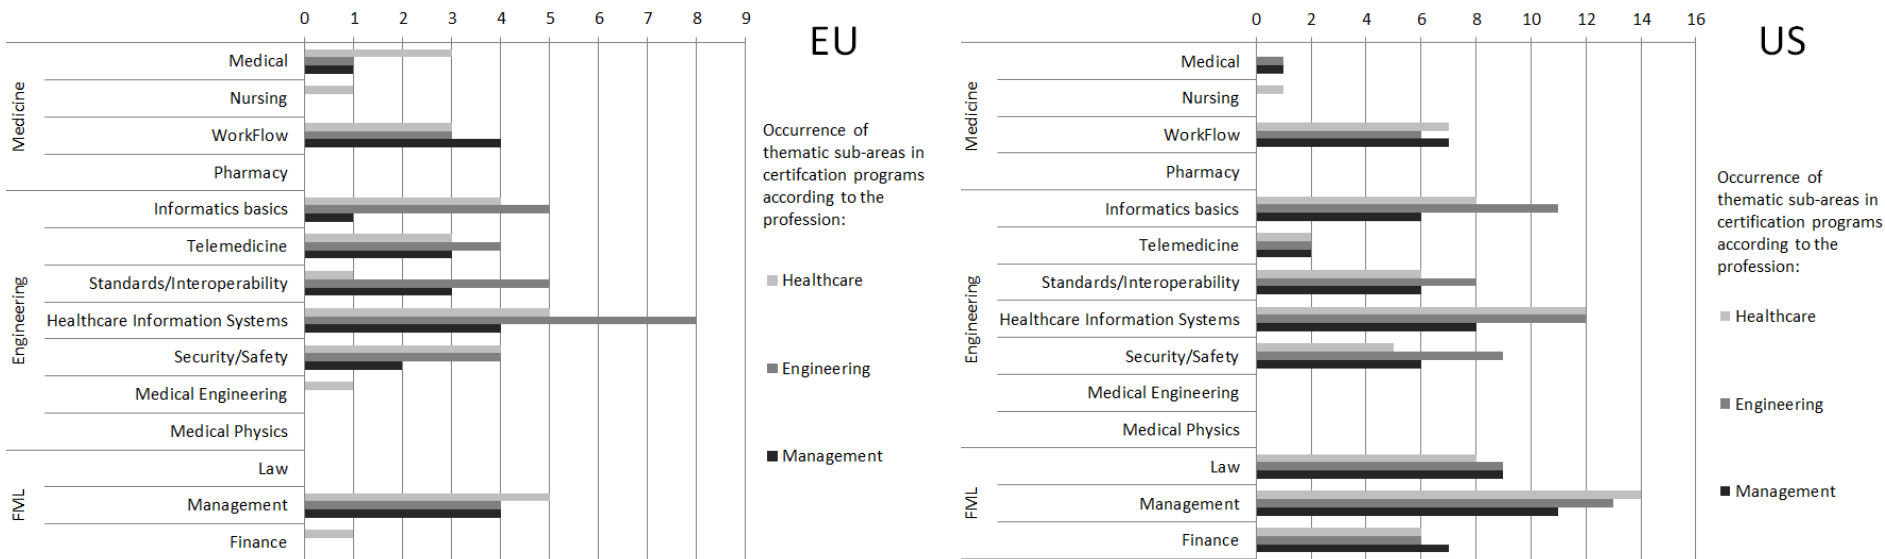 0 1 2 3 4 5 6 7 8 9
EU
Medicine
Medical
Nursing
WorkFlow
Pharmacy
Engineering
Informatics basics
Telemedicine
Standards/Interoperability
Healthcare Information Systems
Security/Safety
Medical Engineering
Medical Physics
FML
Law
Management
Finance
Occurrence of
thematic sub-areas in
certifcation programs
according to the
profession:
Healthcare
Engineering
Management
0 2 4 6 8 10 12 14 16
US
Medicine
Medical
Nursing
WorkFlow
Pharmacy
Engineering
Informatics basics
Telemedicine
Standards/Interoperability
Healthcare Information Systems
Security/Safety
Medical Engineering
Medical Physics
FML
Law
Management
Finance
Occurrence of
thematic sub-areas in
certification programs
according to the
profession:
Healthcare
Engineering
Management